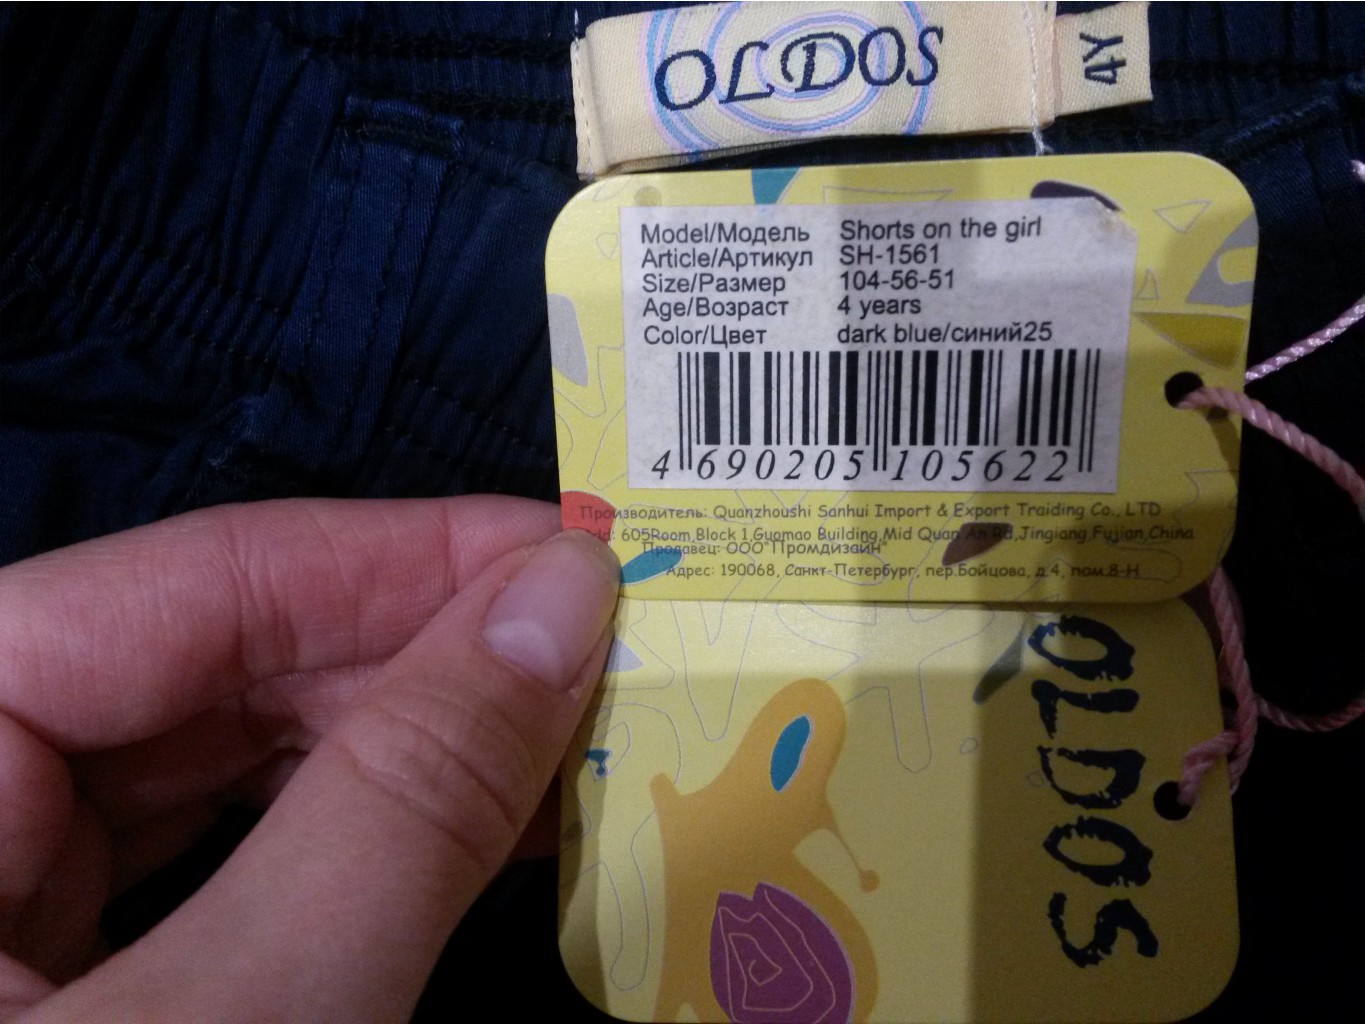 OLDOS
4Y
Model/Модель Shorts on the girl
Article/Артикул SH-1561
Size/Размер 104-56-51
Age/Возраст 4 years
Color/Цвет dark blue/синий25
4 690205 105622
Производитель: Quanzhoushi Sanhui Import & Export Traiding Co., LTD
605Room,Block 1,Guomao Building,Mid Quan An Rd,Jingjang,Fujian,China
Продавец: ООО"Промдизайн"
Адрес: 190068, Санкт-Петербург, пер.Бойцова, д.4, пом.8-Н
OLDOS